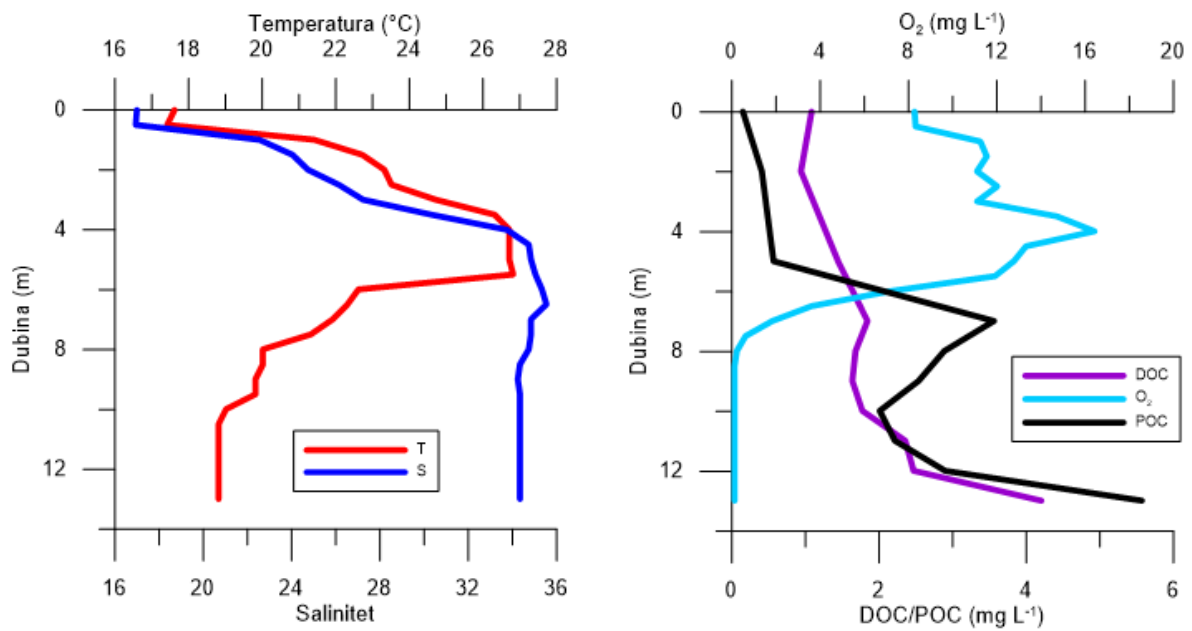 Temperatura (°C)
16 18 20 22 24 26 28
0
4
8
12
Dubina (m)
T
S
16 20 24 28 32 36
Salinitet
O₂ (mg L⁻¹)
0 4 8 12 16 20
0
4
8
12
Dubina (m)
DOC
O₂
POC
0 2 4 6
DOC/POC (mg L⁻¹)